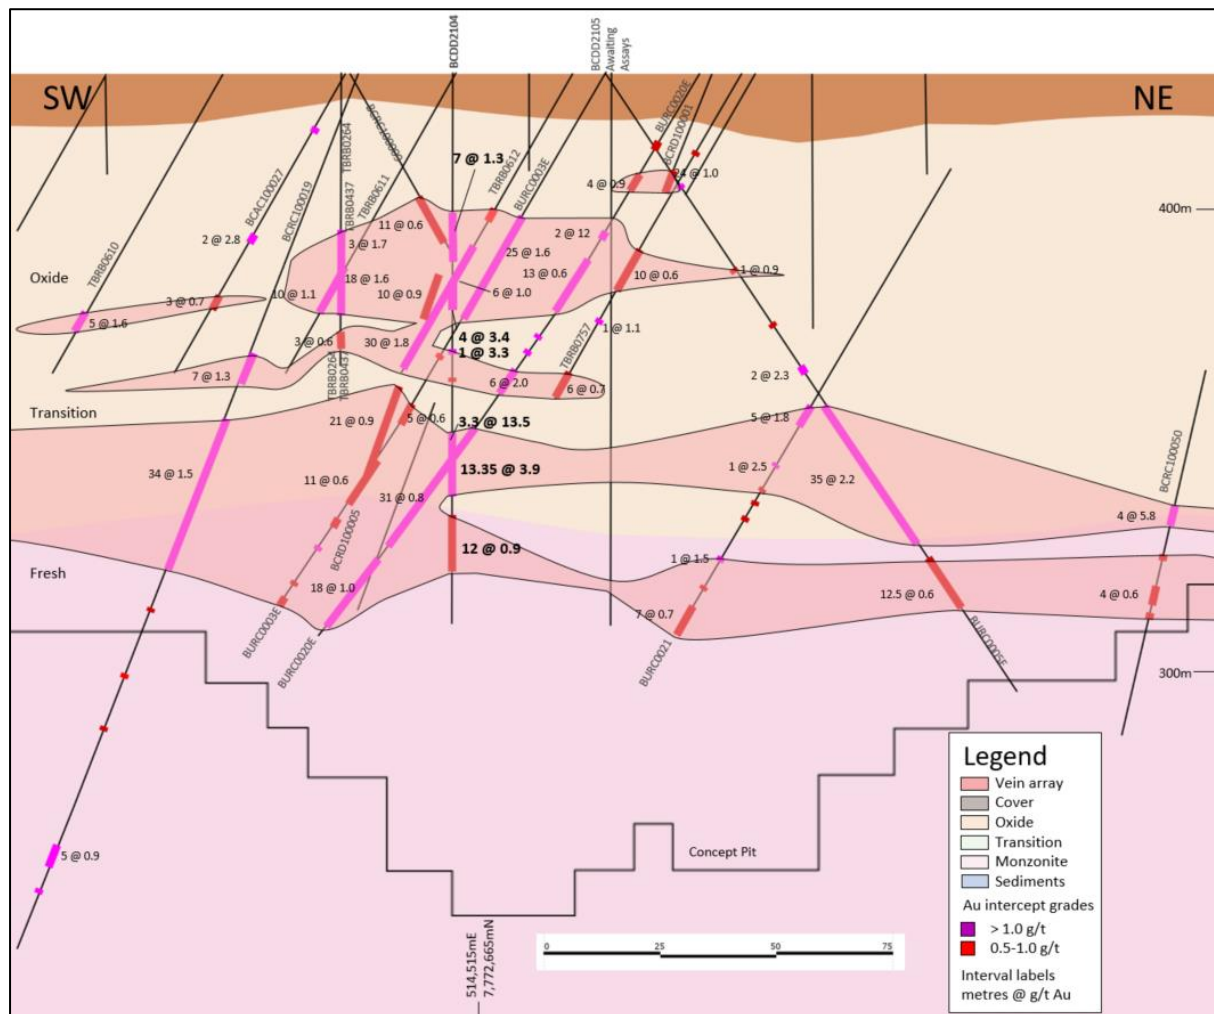 BCDD2104
BCDD2105
Awaiting
Assays
SW
NE
BCRC100009
TBRB0264
TBRB0437
TBRB0611
TBRB0612
BURC0003E
BURC0020E
BCRD100001
7 @ 1.3
24 @ 1.0
4 @ 0.9
BCAC100027
BCRC100019
400m
TBRB0610
2 @ 2.8
11 @ 0.6
3 @ 1.7
2 @ 12
25 @ 1.6
Oxide
18 @ 1.6
13 @ 0.6
10 @ 0.6
1 @ 0.9
10 @ 1.1
10 @ 0.9
6 @ 1.0
3 @ 0.7
5 @ 1.6
1 @ 1.1
4 @ 3.4
3 @ 0.6
30 @ 1.8
1 @ 3.3
TBRB0757
7 @ 1.3
TBRB0264
TBRB0437
6 @ 2.0
6 @ 0.7
2 @ 2.3
Transition
21 @ 0.9
5 @ 0.6
3.3 @ 13.5
5 @ 1.8
34 @ 1.5
13.35 @ 3.9
1 @ 2.5
35 @ 2.2
BCRC100050
11 @ 0.6
31 @ 0.8
4 @ 5.8
BCRD100005
12 @ 0.9
1 @ 1.5
Fresh
18 @ 1.0
12.5 @ 0.6
4 @ 0.6
7 @ 0.7
BURC0003E
BURC0020E
BURC0021
BURC0005E
300m
5 @ 0.9
Concept Pit
514,515mE
7,772,665mN
0
25
50
75
Legend
Vein array
Cover
Oxide
Transition
Monzonite
Sediments
Au intercept grades
> 1.0 g/t
0.5-1.0 g/t
Interval labels
metres @ g/t Au